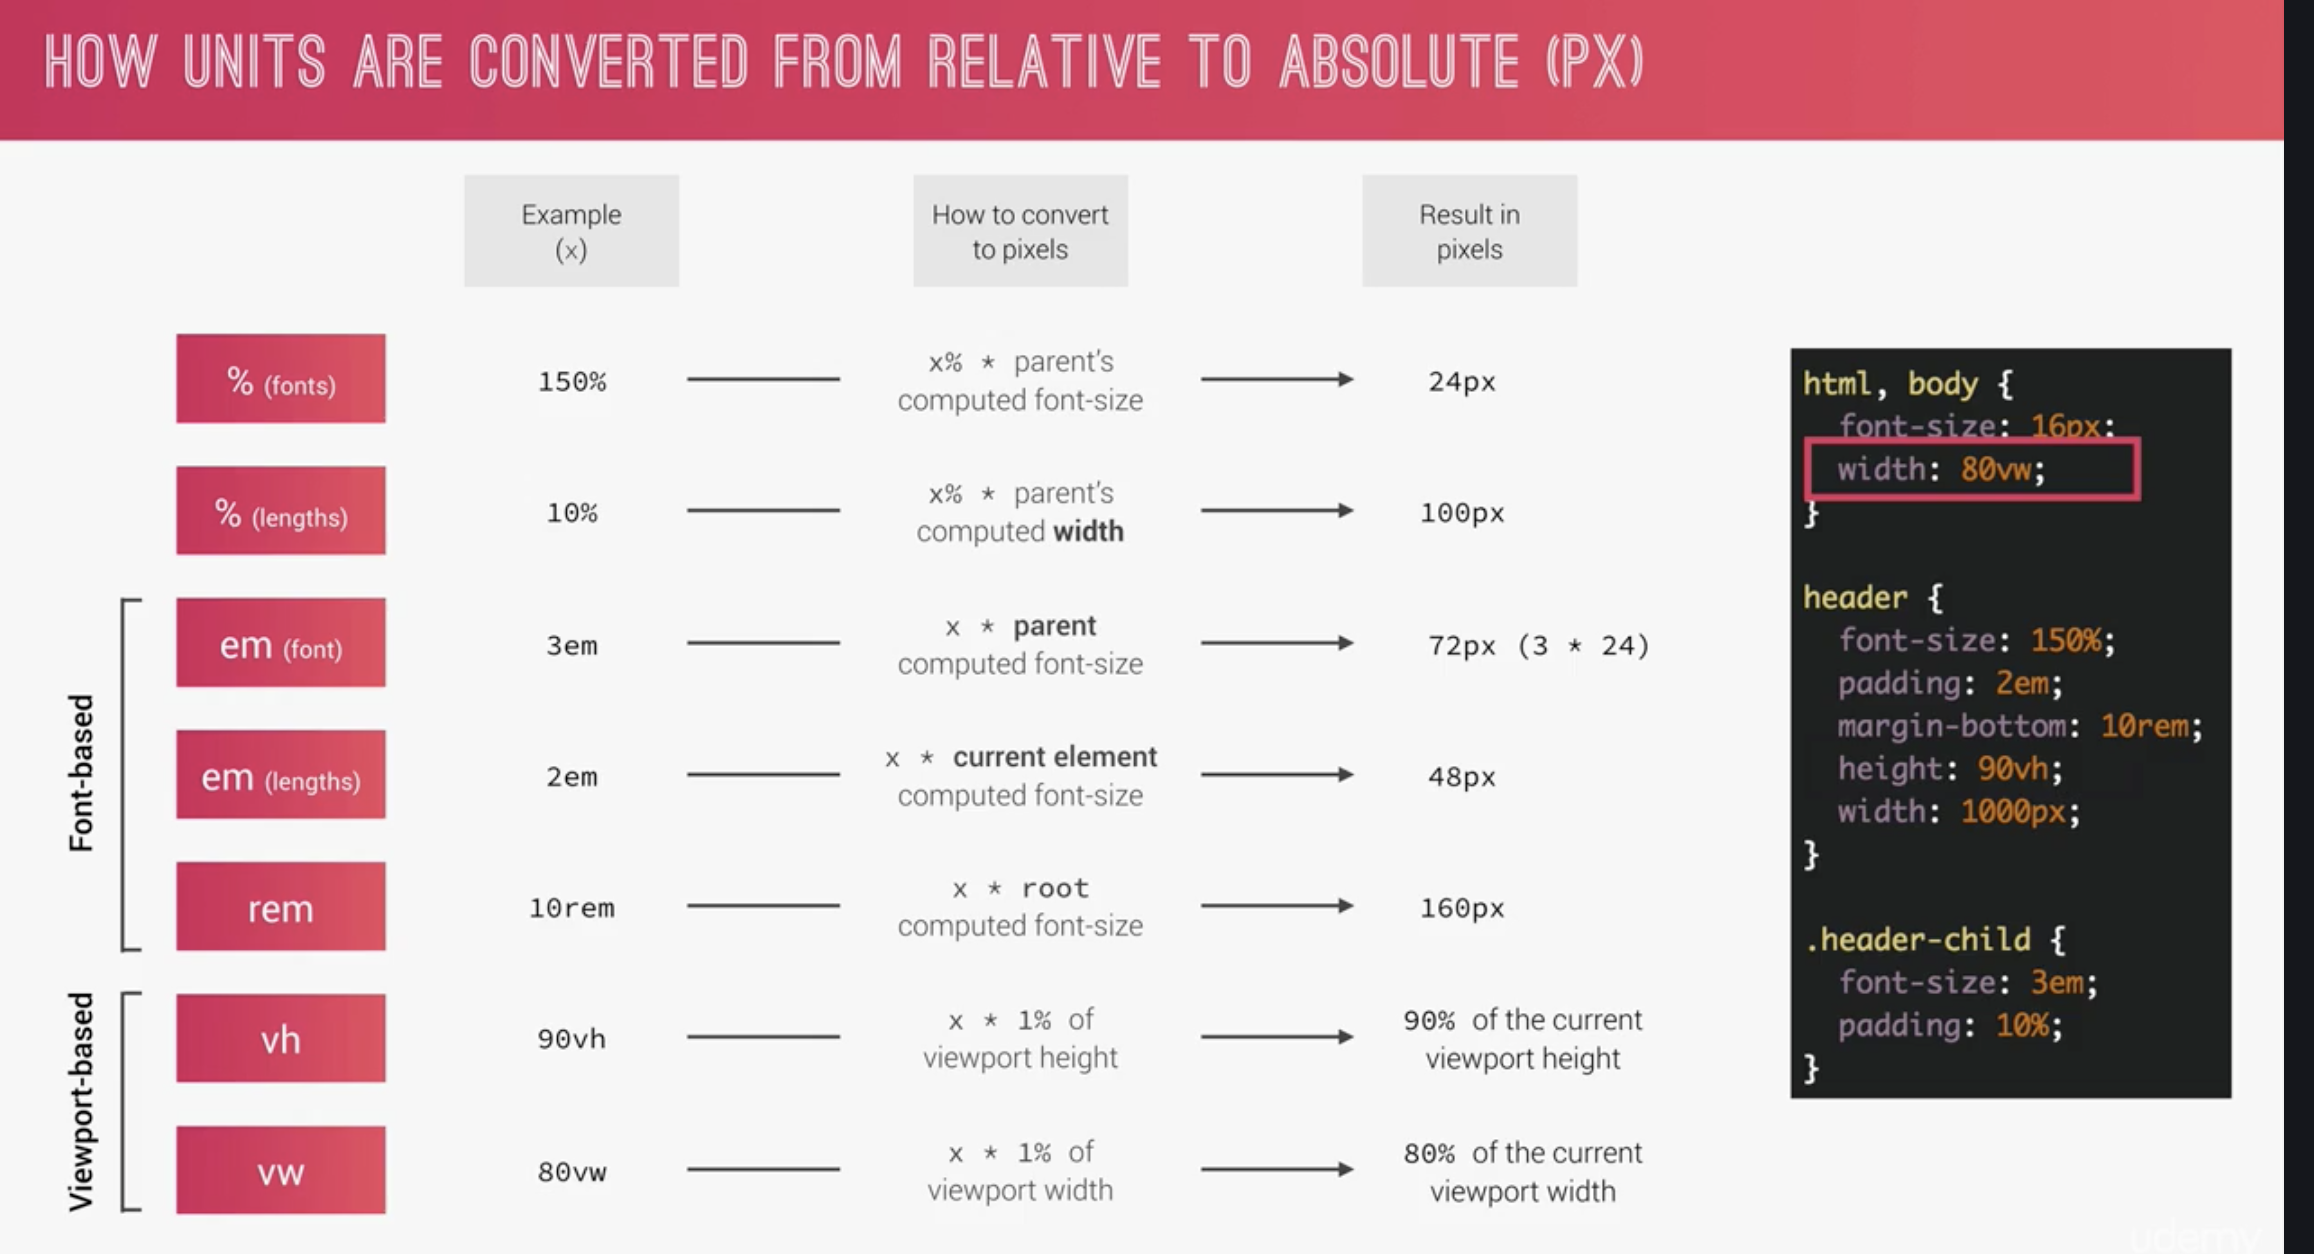 HOW UNITS ARE CONVERTED FROM RELATIVE TO ABSOLUTE (PX)
Example
(x)
How to convert
to pixels
Result in
pixels
% (fonts)
150%
x% * parent's
computed font-size
24px
% (lengths)
10%
x% * parent's
computed width
100px
Font-based
em (font)
3em
x * parent
computed font-size
72px (3 * 24)
em (lengths)
2em
x * current element
computed font-size
48px
rem
10rem
x * root
computed font-size
160px
Viewport-based
vh
90vh
x * 1% of
viewport height
90% of the current
viewport height
vw
80vw
x * 1% of
viewport width
80% of the current
viewport width
html, body {
font-size: 16px;
width: 80vw;
}
header {
font-size: 150%;
padding: 2em;
margin-bottom: 10rem;
height: 90vh;
width: 1000px;
}
.header-child {
font-size: 3em;
padding: 10%;
}
udemy